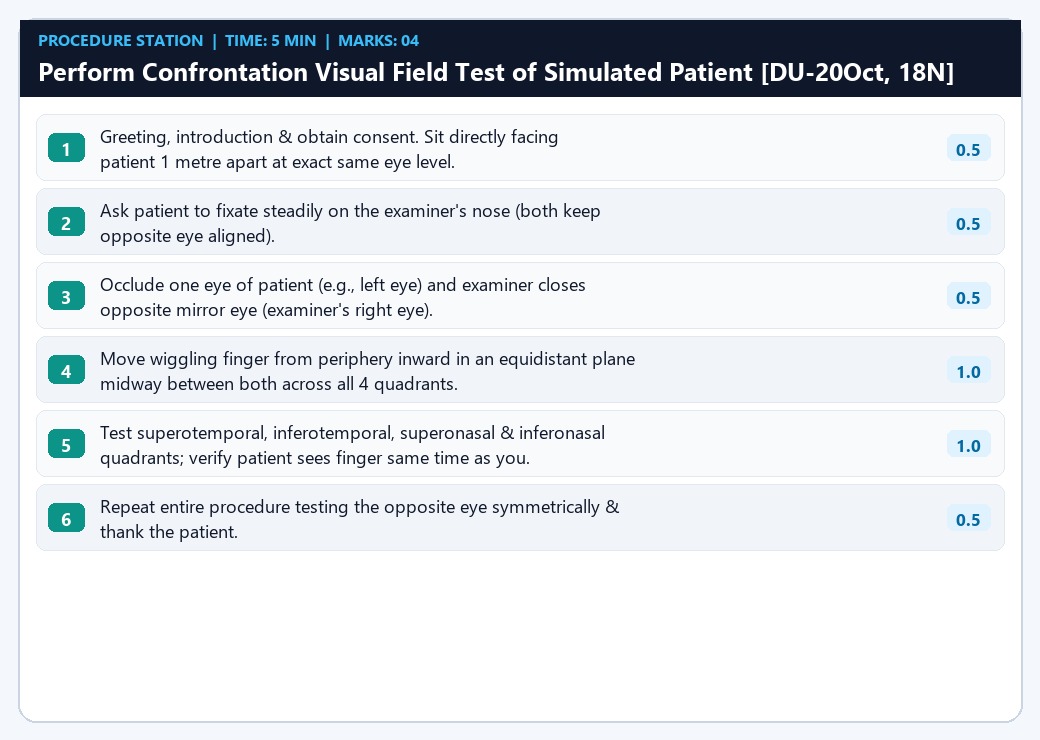 PROCEDURE STATION | TIME: 5 MIN | MARKS: 04
Perform Confrontation Visual Field Test of Simulated Patient [DU-20Oct, 18N]
1 Greeting, introduction & obtain consent. Sit directly facing 0.5
patient 1 metre apart at exact same eye level.
2 Ask patient to fixate steadily on the examiner's nose (both keep 0.5
opposite eye aligned).
3 Occlude one eye of patient (e.g., left eye) and examiner closes 0.5
opposite mirror eye (examiner's right eye).
4 Move wiggling finger from periphery inward in an equidistant plane 1.0
midway between both across all 4 quadrants.
5 Test superotemporal, inferotemporal, superonasal & inferonasal 1.0
quadrants; verify patient sees finger same time as you.
6 Repeat entire procedure testing the opposite eye symmetrically & 0.5
thank the patient.